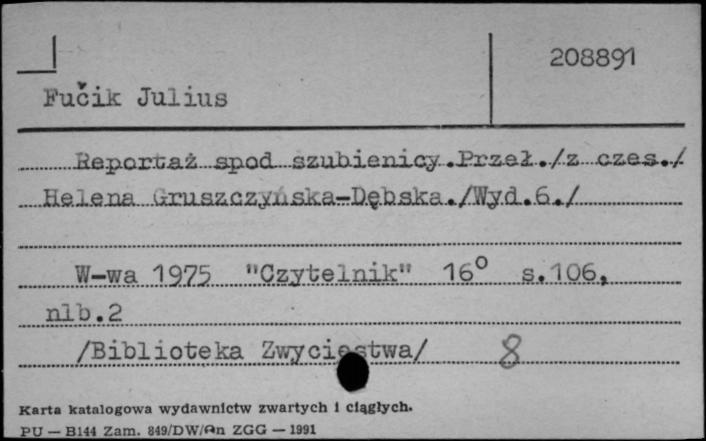 208891
Fučik Julius
Reportaż spod szubienicy.Przeł./z czes./
Helena Gruszczyńska-Dębska./Wyd.6./
W-wa 1975 "Czytelnik" 16° s.106,
nlb.2
/Biblioteka Zwycięstwa/ 8
Karta katalogowa wydawnictw zwartych i ciągłych.
PU — B144 Zam. 849/DW/An ZGG — 1991